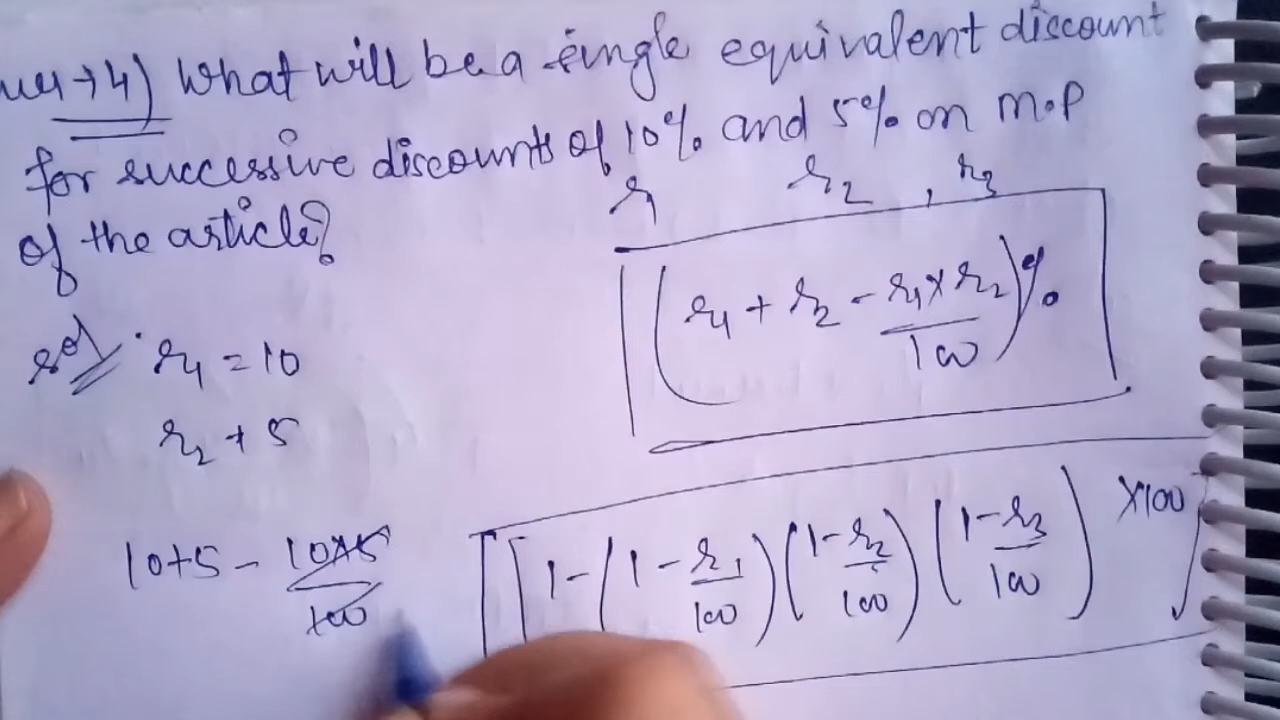 4) What will be a single equivalent discount
for successive discounts of 10% and 5% on M.P
of the article?
r1 r2 , r3
(r1 + r2 - r1 × r2 / 100)%
sol r1 = 10
r2 + 5
10+5 - 10×5 / 100
[1 - (1 - r1/100)(1 - r2/100)(1 - r3/100) ×100]